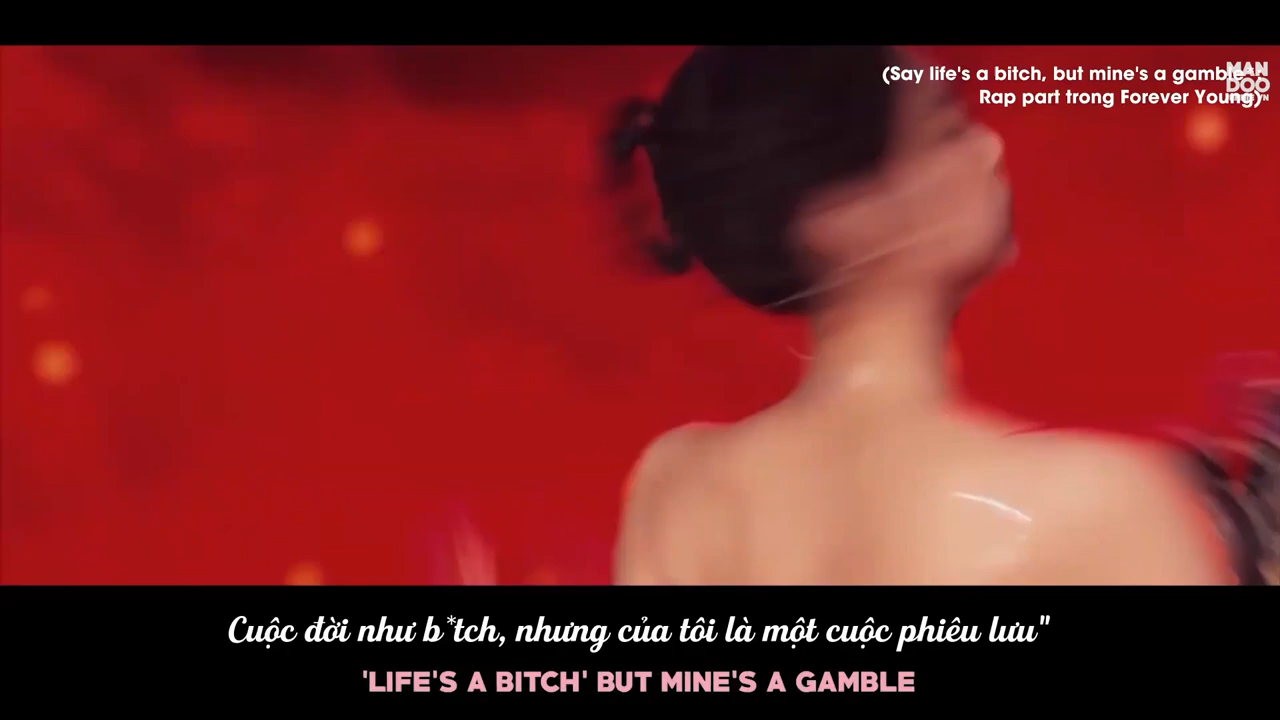 (Say life's a bitch, but mine's a gamble"
Rap part trong Forever Young)
MAN
DOO
Cuộc đời như b*tch, nhưng của tôi là một cuộc phiêu lưu"
'LIFE'S A BITCH' BUT MINE'S A GAMBLE